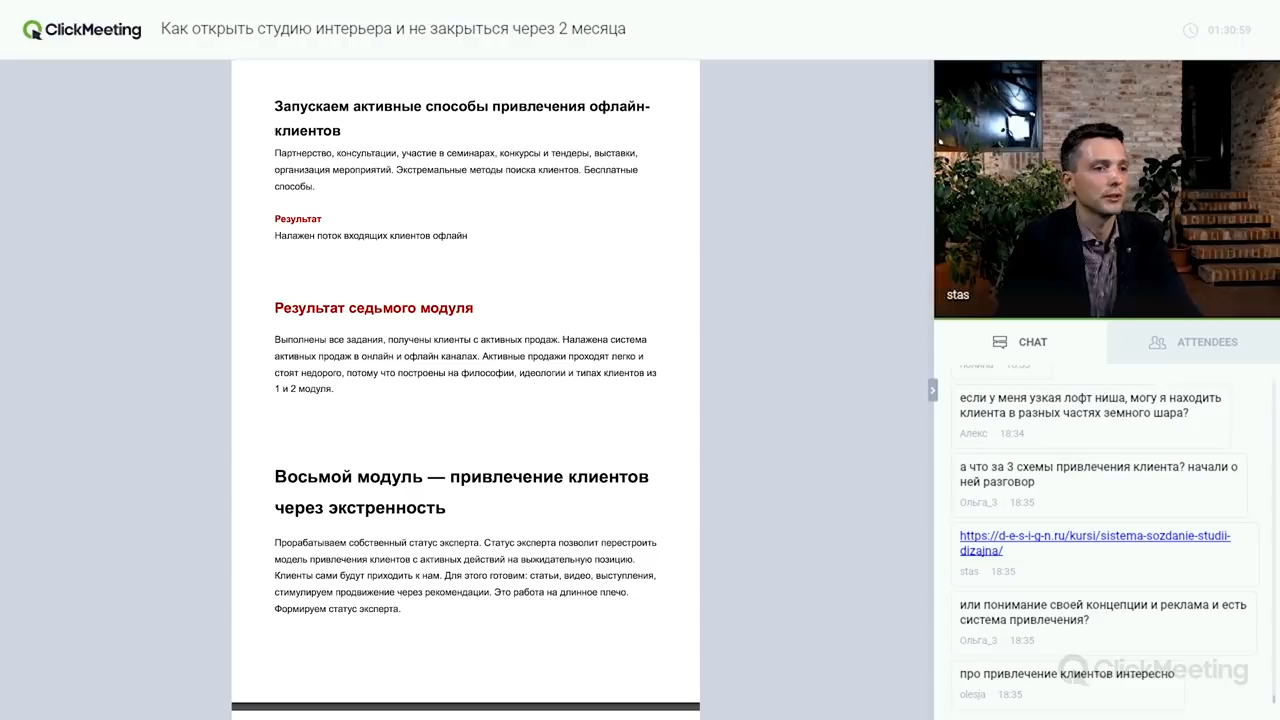 ClickMeeting
Как открыть студию интерьера и не закрыться через 2 месяца
01:30:59
Запускаем активные способы привлечения офлайн-
клиентов
Партнерство, консультации, участие в семинарах, конкурсы и тендеры, выставки,
организация мероприятий. Экстремальные методы поиска клиентов. Бесплатные
способы.
Результат
Налажен поток входящих клиентов офлайн
Результат седьмого модуля
Выполнены все задания, получены клиенты с активных продаж. Налажена система
активных продаж в онлайн и офлайн каналах. Активные продажи проходят легко и
стоят недорого, потому что построены на философии, идеологии и типах клиентов из
1 и 2 модуля.
Восьмой модуль — привлечение клиентов
через экстренность
Прорабатываем собственный статус эксперта. Статус эксперта позволит перестроить
модель привлечения клиентов с активных действий на выжидательную позицию.
Клиенты сами будут приходить к нам. Для этого готовим: статьи, видео, выступления,
стимулируем продвижение через рекомендации. Это работа на длинное плечо.
Формируем статус эксперта.
stas
CHAT
ATTENDEES
если у меня узкая лофт ниша, могу я находить
клиента в разных частях земного шара?
Алекс 18:34
а что за 3 схемы привлечения клиента? начали о
ней разговор
Ольга_3 18:35
https://d-e-s-i-g-n.ru/kursi/sistema-sozdanie-studii-
dizajna/
stas 18:35
или понимание своей концепции и реклама и есть
система привлечения?
Ольга_3 18:35
про привлечение клиентов интересно
olesja 18:35
ClickMeeting